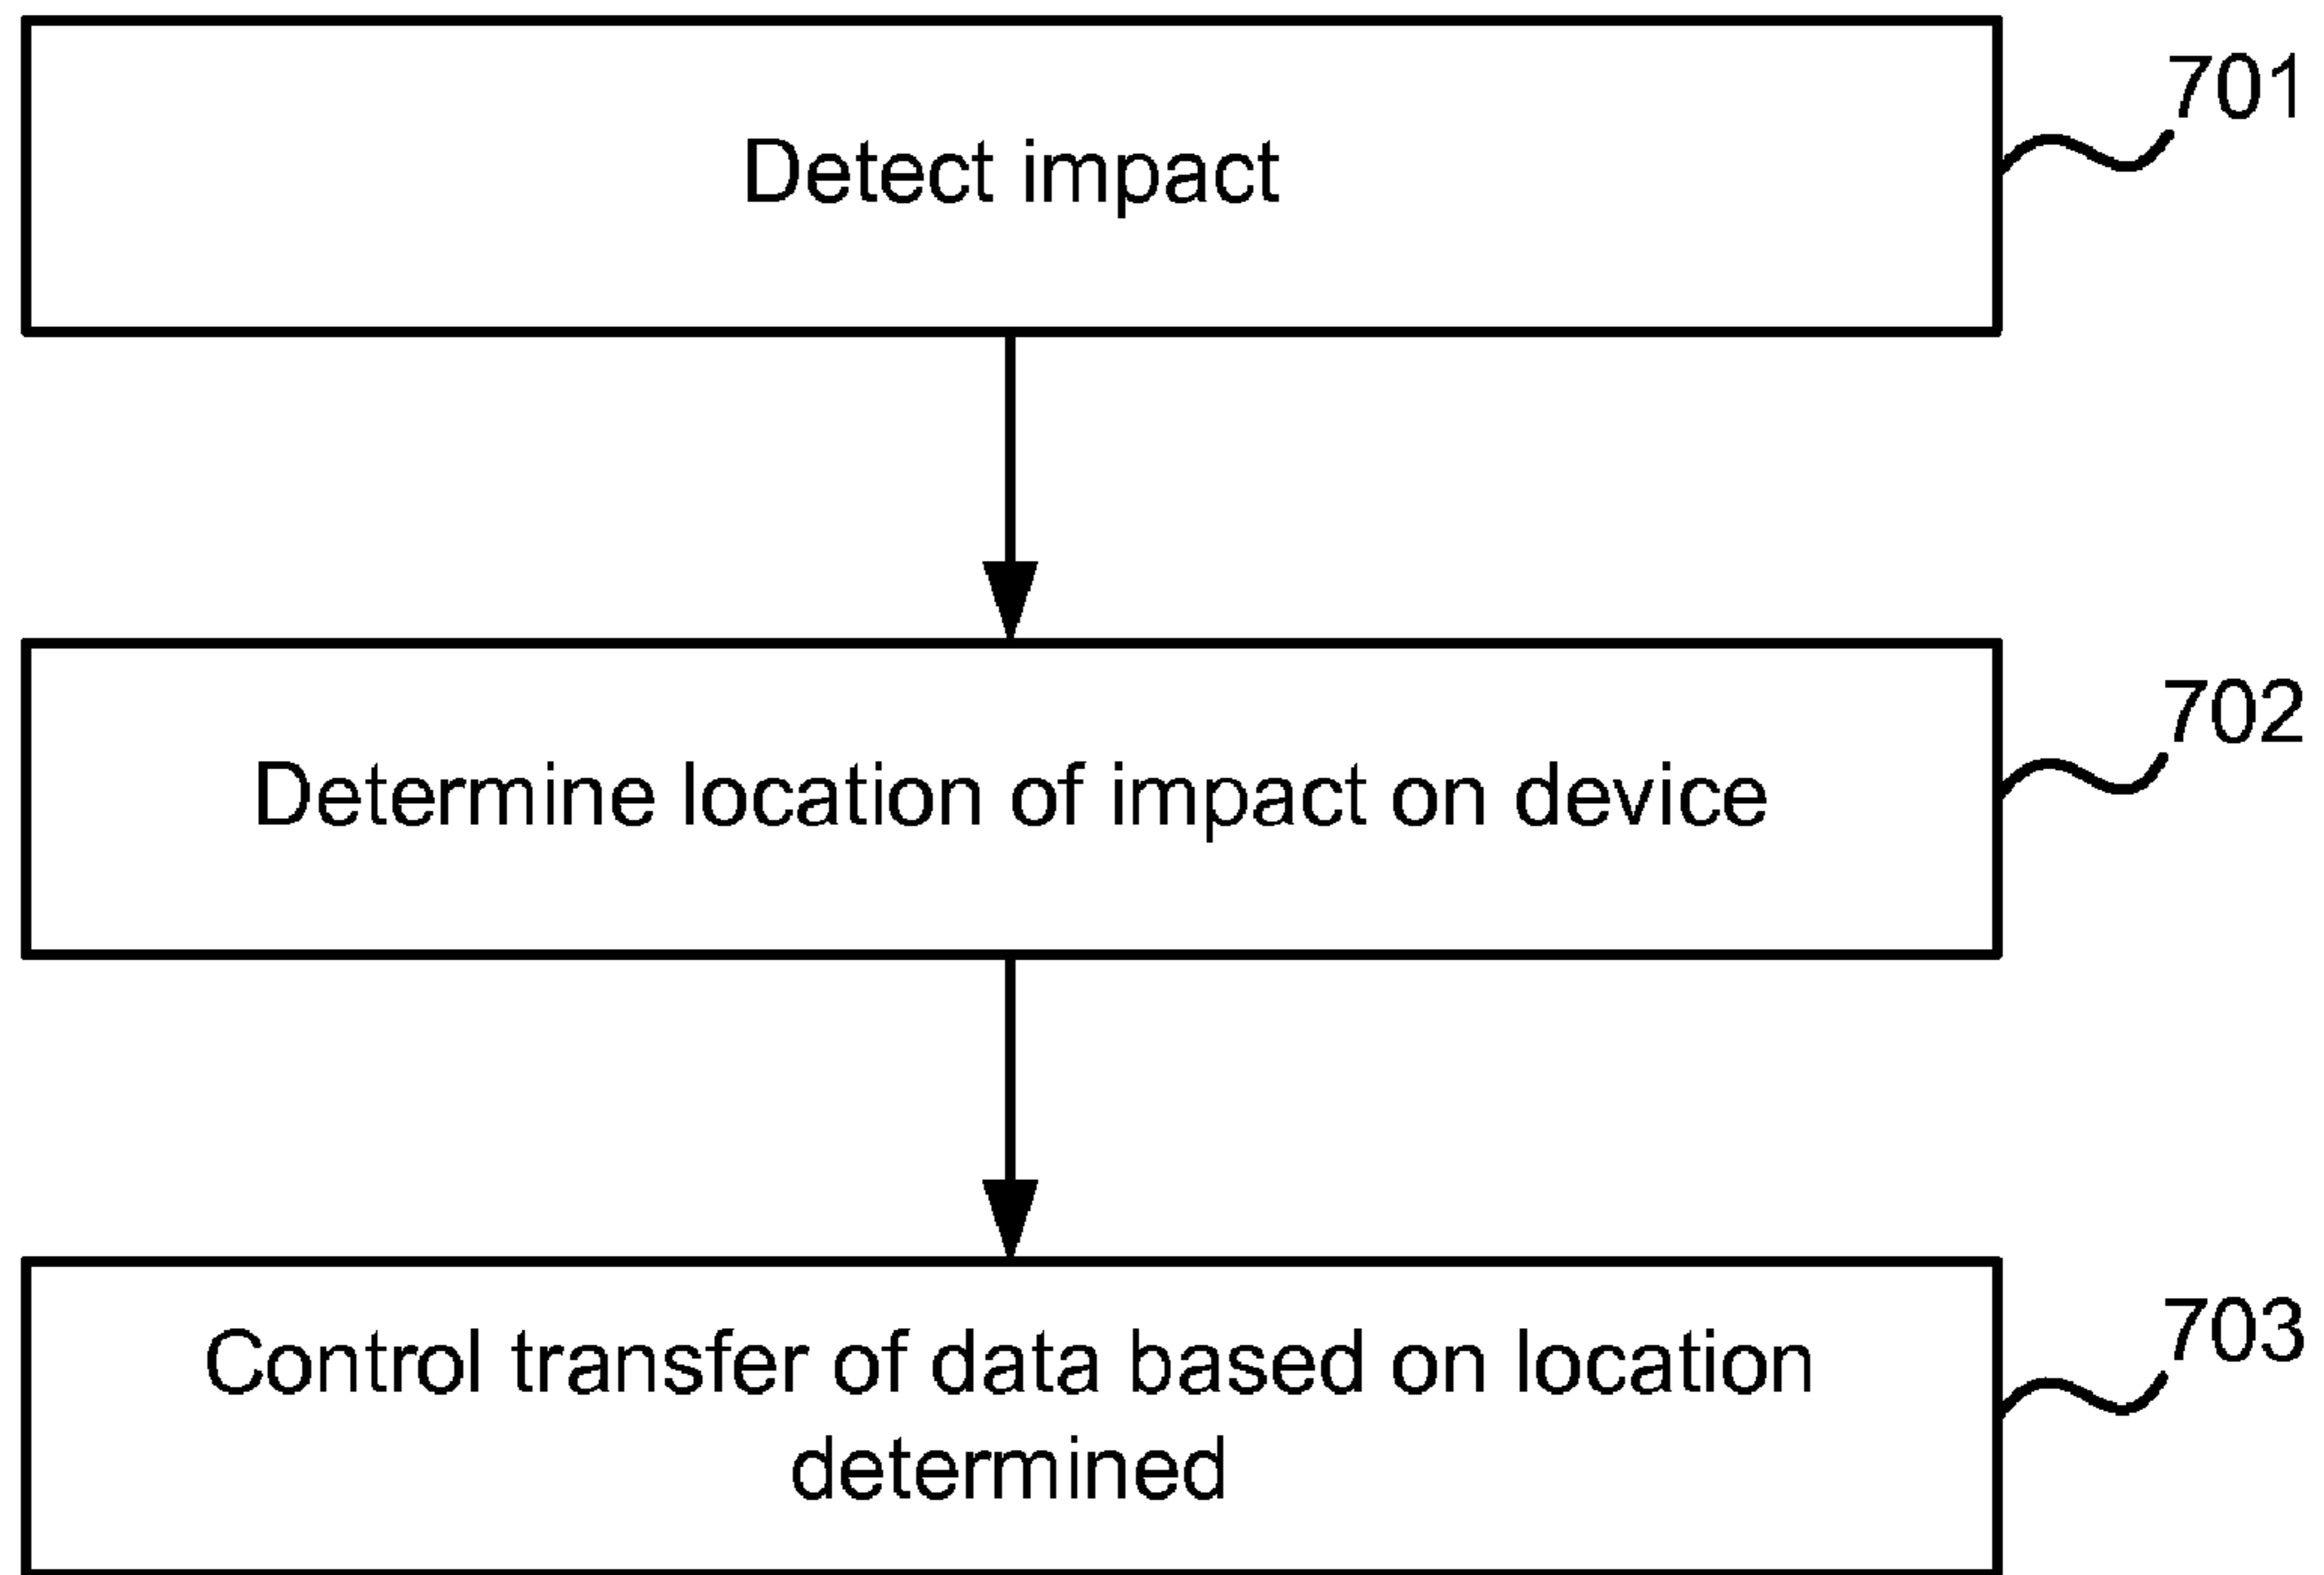 Detect impact
701
Determine location of impact on device
702
Control transfer of data based on location
determined
703